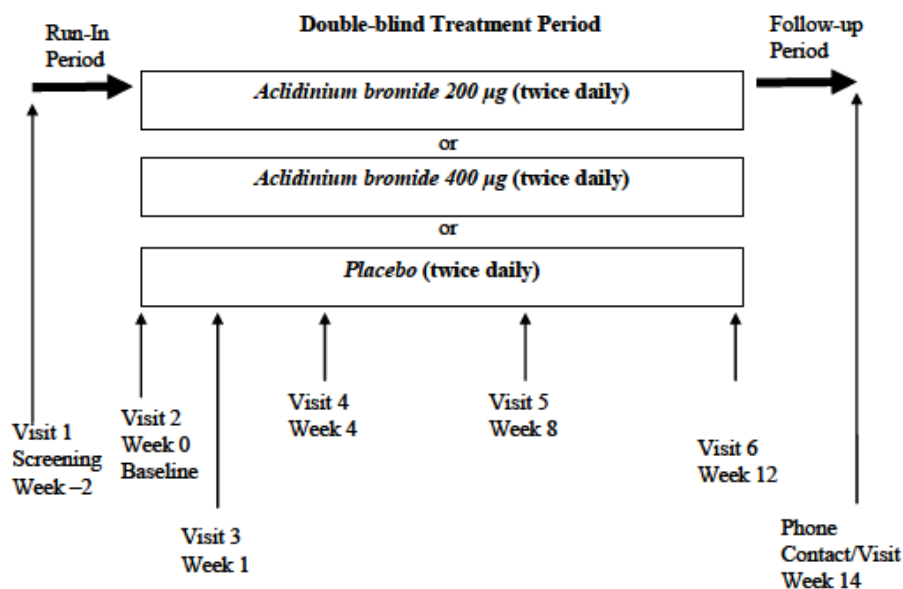 Run-In
Period
Double-blind Treatment Period
Follow-up
Period
Aclidinium bromide 200 µg (twice daily)
or
Aclidinium bromide 400 µg (twice daily)
or
Placebo (twice daily)
Visit 1
Screening
Week –2
Visit 2
Week 0
Baseline
Visit 3
Week 1
Visit 4
Week 4
Visit 5
Week 8
Visit 6
Week 12
Phone
Contact/Visit
Week 14